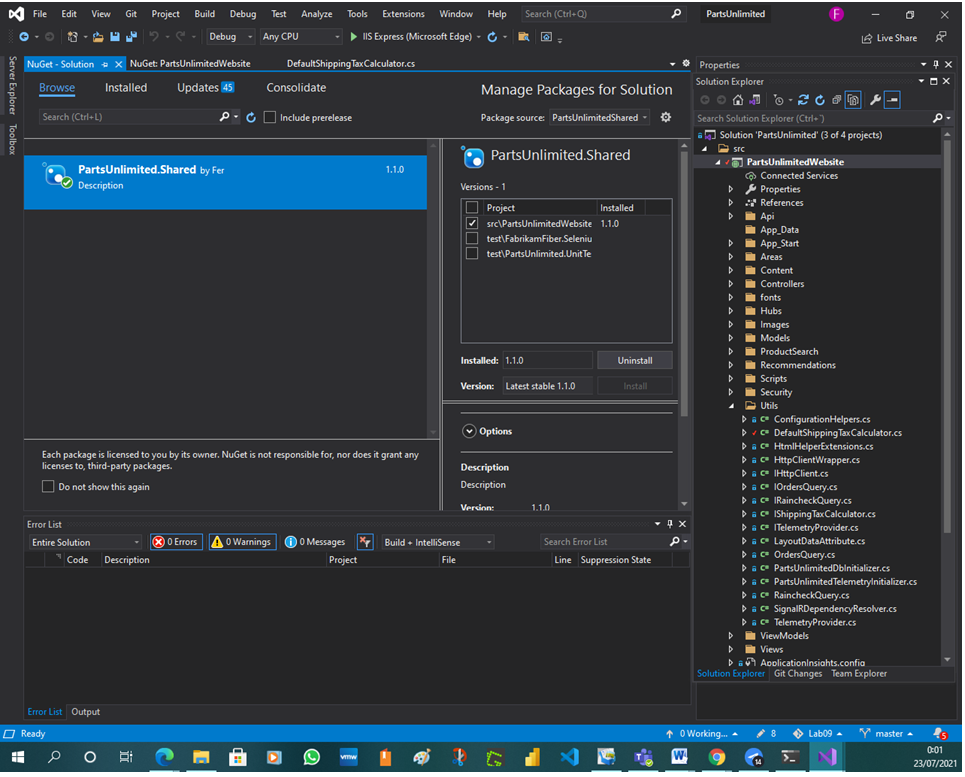 File Edit View Git Project Build Debug Test Analyze Tools Extensions Window Help Search (Ctrl+Q) PartsUnlimited F
Debug Any CPU IIS Express (Microsoft Edge) Live Share
Server Explorer
Toolbox
NuGet - Solution NuGet: PartsUnlimitedWebsite DefaultShippingTaxCalculator.cs
Browse Installed Updates 45 Consolidate
Manage Packages for Solution
Search (Ctrl+L) Include prerelease
Package source: PartsUnlimitedShared
PartsUnlimited.Shared by Fer 1.1.0
Description
Each package is licensed to you by its owner. NuGet is not responsible for, nor does it grant any
licenses to, third-party packages.
Do not show this again
PartsUnlimited.Shared
Versions - 1
Project Installed
src\PartsUnlimitedWebsite 1.1.0
test\FabrikamFiber.Seleniu
test\PartsUnlimited.UnitTe
Installed: 1.1.0 Uninstall
Version: Latest stable 1.1.0 Install
Options
Description
Description
Version: 1.1.0
Error List
Entire Solution 0 Errors 0 Warnings 0 Messages Build + IntelliSense Search Error List
Code Description Project File Line Suppression State
Error List Output
Properties
Solution Explorer
Search Solution Explorer (Ctrl+´)
Solution 'PartsUnlimited' (3 of 4 projects)
src
PartsUnlimitedWebsite
Connected Services
Properties
References
Api
App_Data
App_Start
Areas
Content
Controllers
fonts
Hubs
Images
Models
ProductSearch
Recommendations
Scripts
Security
Utils
C# ConfigurationHelpers.cs
C# DefaultShippingTaxCalculator.cs
C# HtmlHelperExtensions.cs
C# HttpClientWrapper.cs
C# IHttpClient.cs
C# IOrdersQuery.cs
C# IRaincheckQuery.cs
C# IShippingTaxCalculator.cs
C# ITelemetryProvider.cs
C# LayoutDataAttribute.cs
C# OrdersQuery.cs
C# PartsUnlimitedDbInitializer.cs
C# PartsUnlimitedTelemetryInitializer.cs
C# RaincheckQuery.cs
C# SignalRDependencyResolver.cs
C# TelemetryProvider.cs
ViewModels
Views
ApplicationInsights.config
Solution Explorer Git Changes Team Explorer
Ready 0 Working... 8 Lab09 master 5
vmw W 14
0:01
23/07/2021